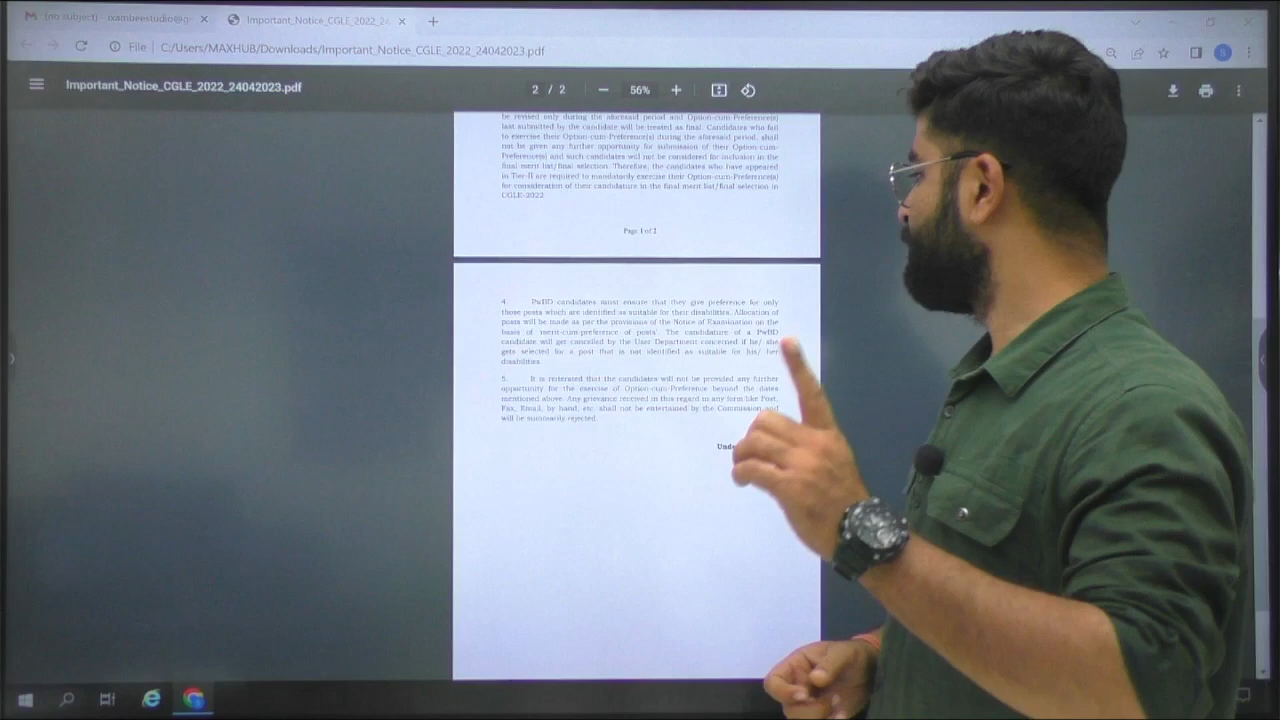 (no subject) - ixambeestudio@g
Important_Notice_CGLE_2022_24
File | C:/Users/MAXHUB/Downloads/Important_Notice_CGLE_2022_24042023.pdf
S
Important_Notice_CGLE_2022_24042023.pdf
2 / 2
56%
be revised only during the aforesaid period and Option-cum-Preference(s)
last submitted by the candidate will be treated as final. Candidates who fail
to exercise their Option-cum-Preference(s) during the aforesaid period, shall
not be given any further opportunity for submission of their Option-cum-
Preference(s) and such candidates will not be considered for inclusion in the
final merit list/final selection. Therefore, the candidates who have appeared
in Tier-II are required to mandatorily exercise their Option-cum-Preference(s)
for consideration of their candidature in the final merit list/final selection in
CGLE-2022
Page 1 of 2
4. PwBD candidates must ensure that they give preference for only
those posts which are identified as suitable for their disabilities. Allocation of
posts will be made as per the provisions of the Notice of Examination on the
basis of 'merit-cum-preference of posts'. The candidature of a PwBD
candidate will get cancelled by the User Department concerned if he/ she
gets selected for a post that is not identified as suitable for his/ her
disabilities.
5. It is reiterated that the candidates will not be provided any further
opportunity for the exercise of Option-cum-Preference beyond the dates
mentioned above. Any grievance received in this regard in any form like Post,
Fax, Email, by hand, etc. shall not be entertained by the Commission and
will be summarily rejected.
Unde